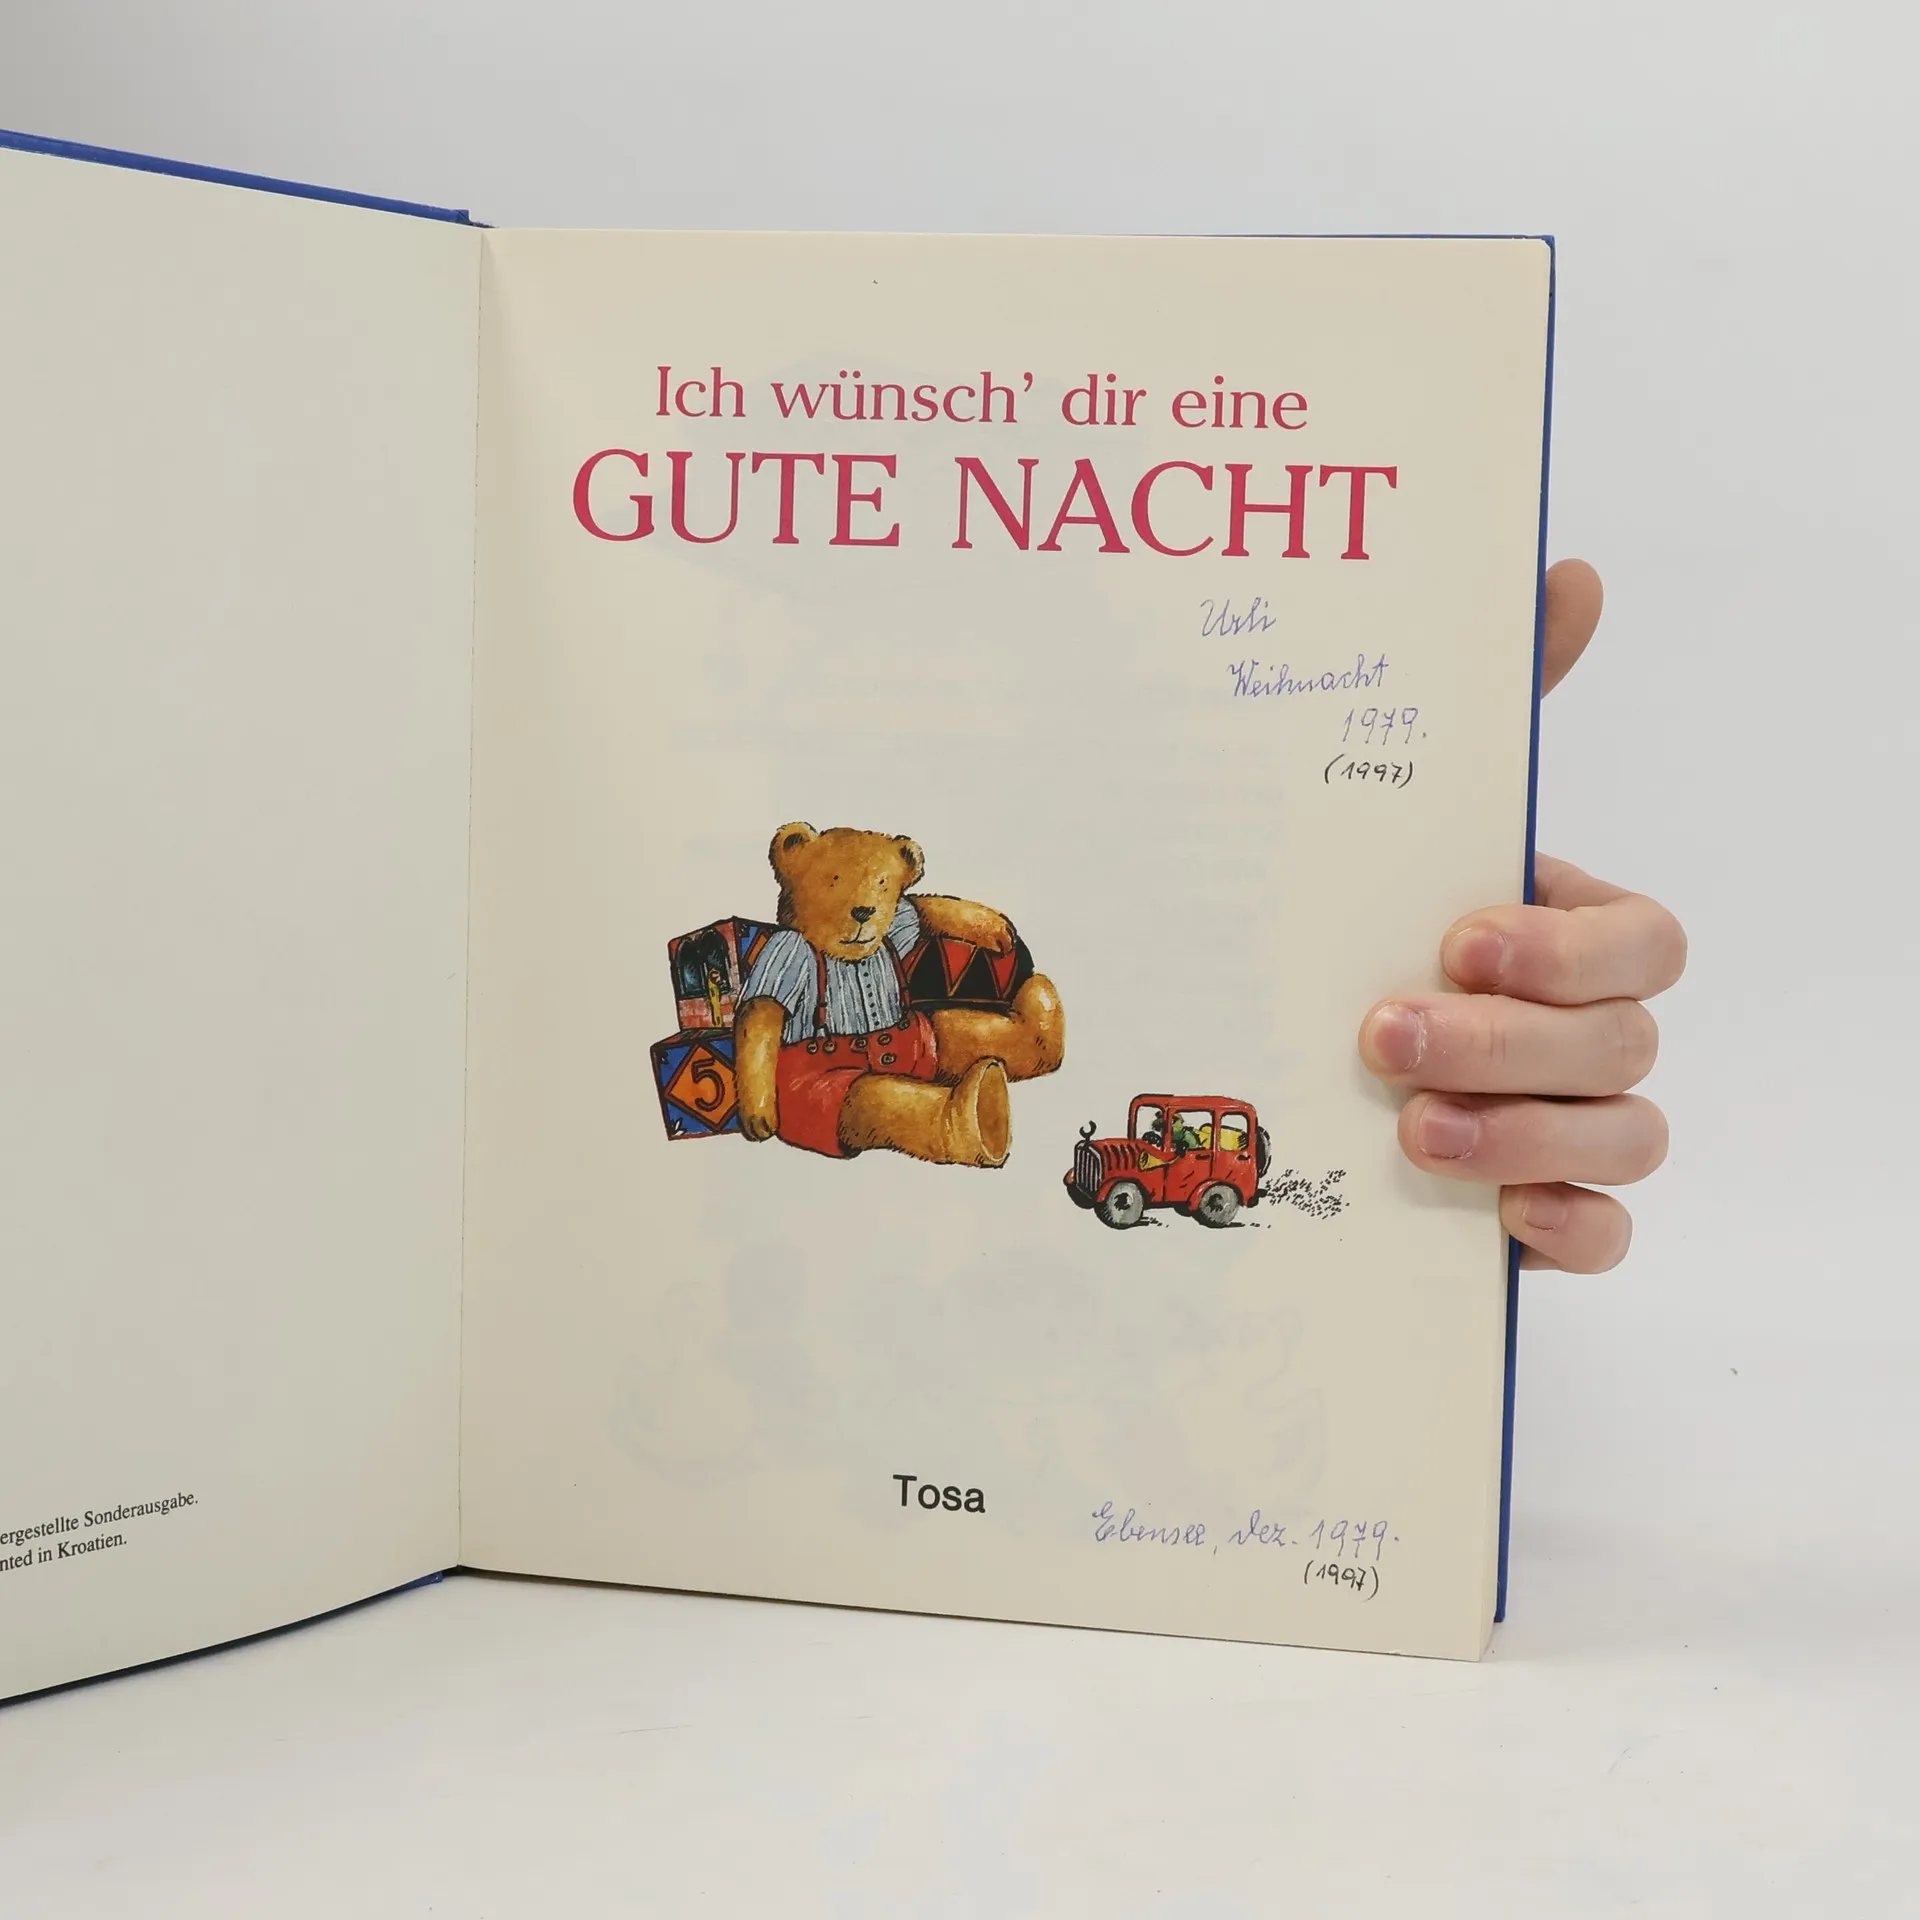 ergestellte Sonderausgabe.
nted in Kroatien.
Ich wünsch’ dir eine
GUTE NACHT
Weihnacht
1979.
(1997)
5
Tosa
Ebensee, Dez. 1979.
(1997)